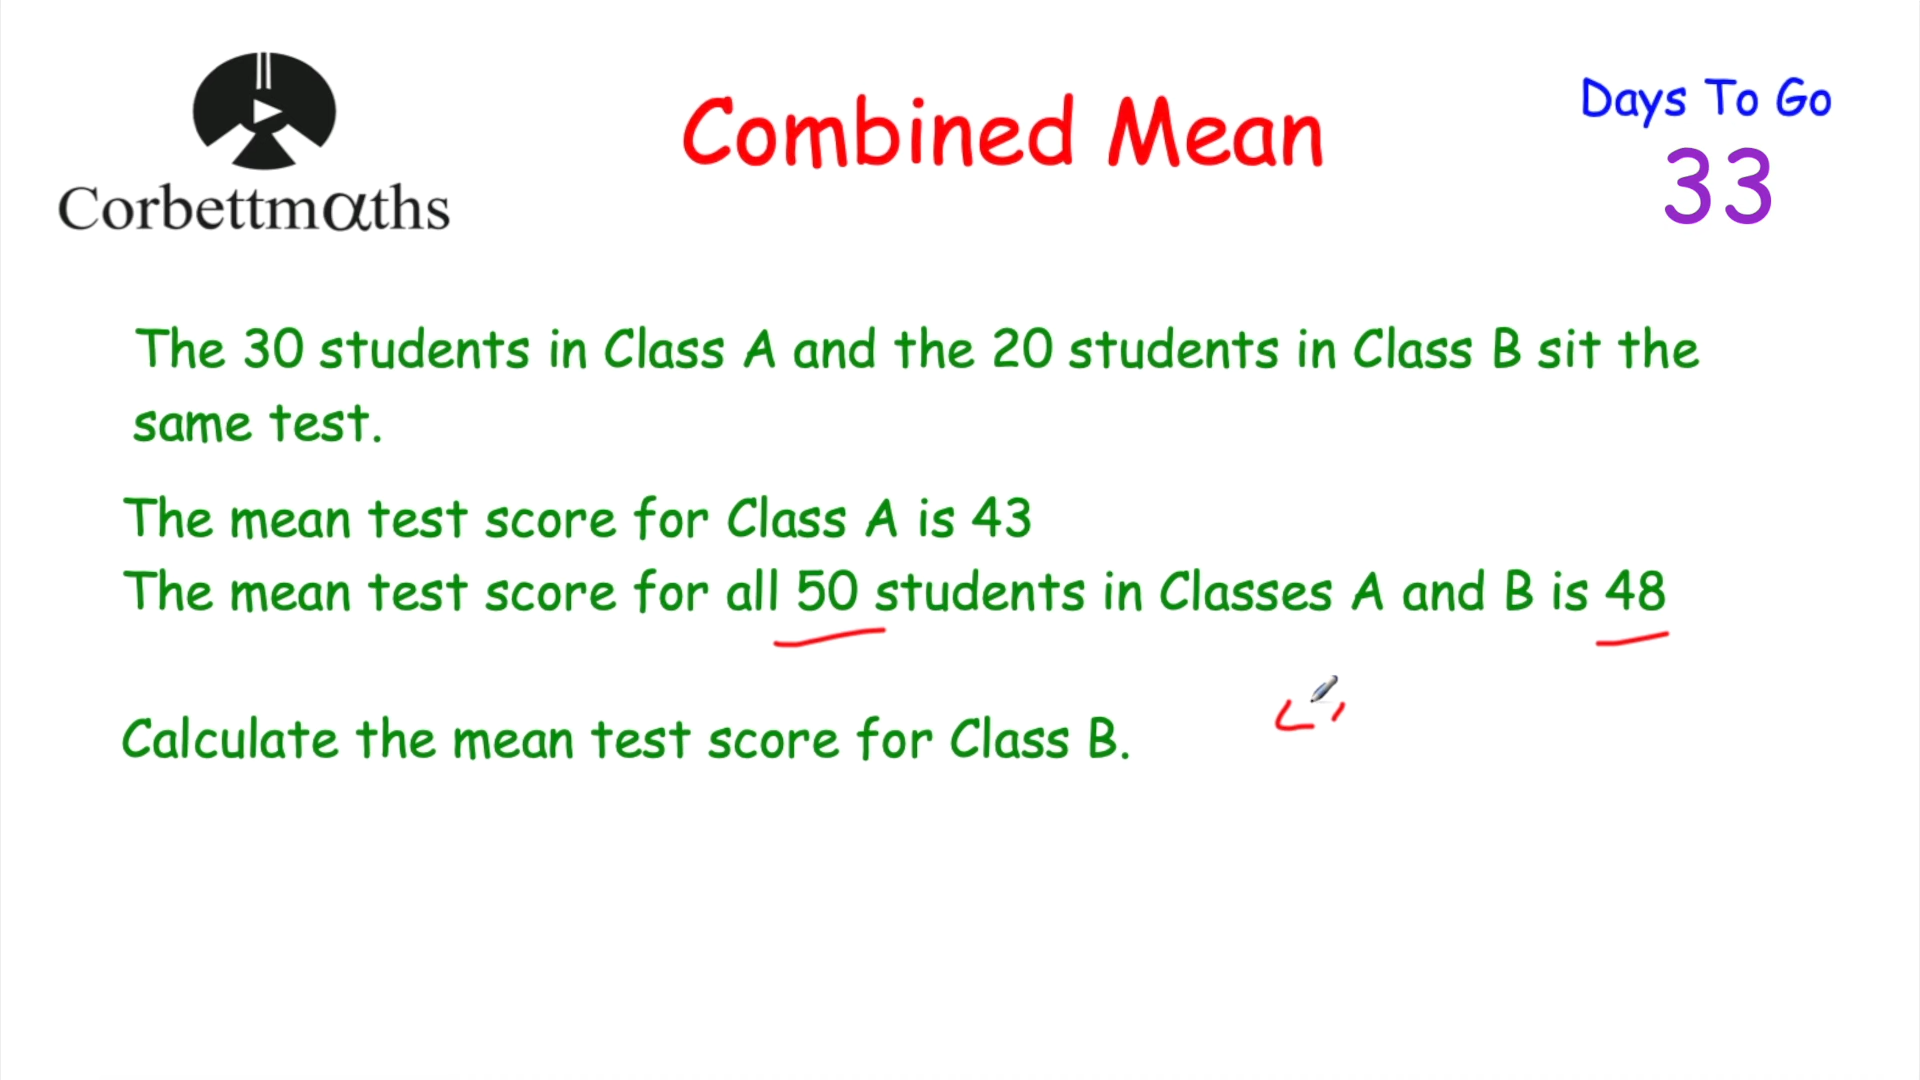 Corbettmαths
Combined Mean
Days To Go
33
The 30 students in Class A and the 20 students in Class B sit the
same test.
The mean test score for Class A is 43
The mean test score for all 50 students in Classes A and B is 48
Calculate the mean test score for Class B.